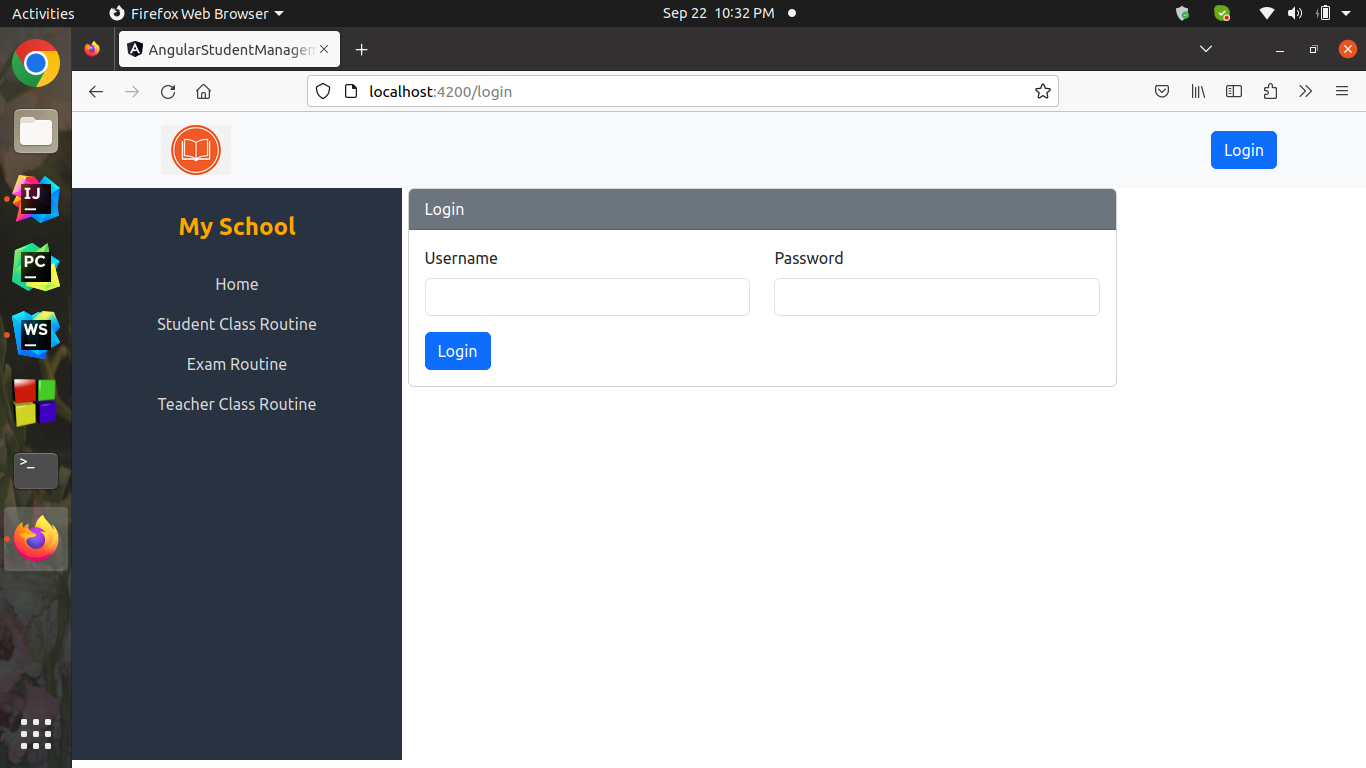 Activities
Firefox Web Browser
Sep 22 10:32 PM
AngularStudentManagem
localhost:4200/login
Login
My School
Home
Student Class Routine
Exam Routine
Teacher Class Routine
Login
Username
Password
Login
IJ
PC
WS
>_